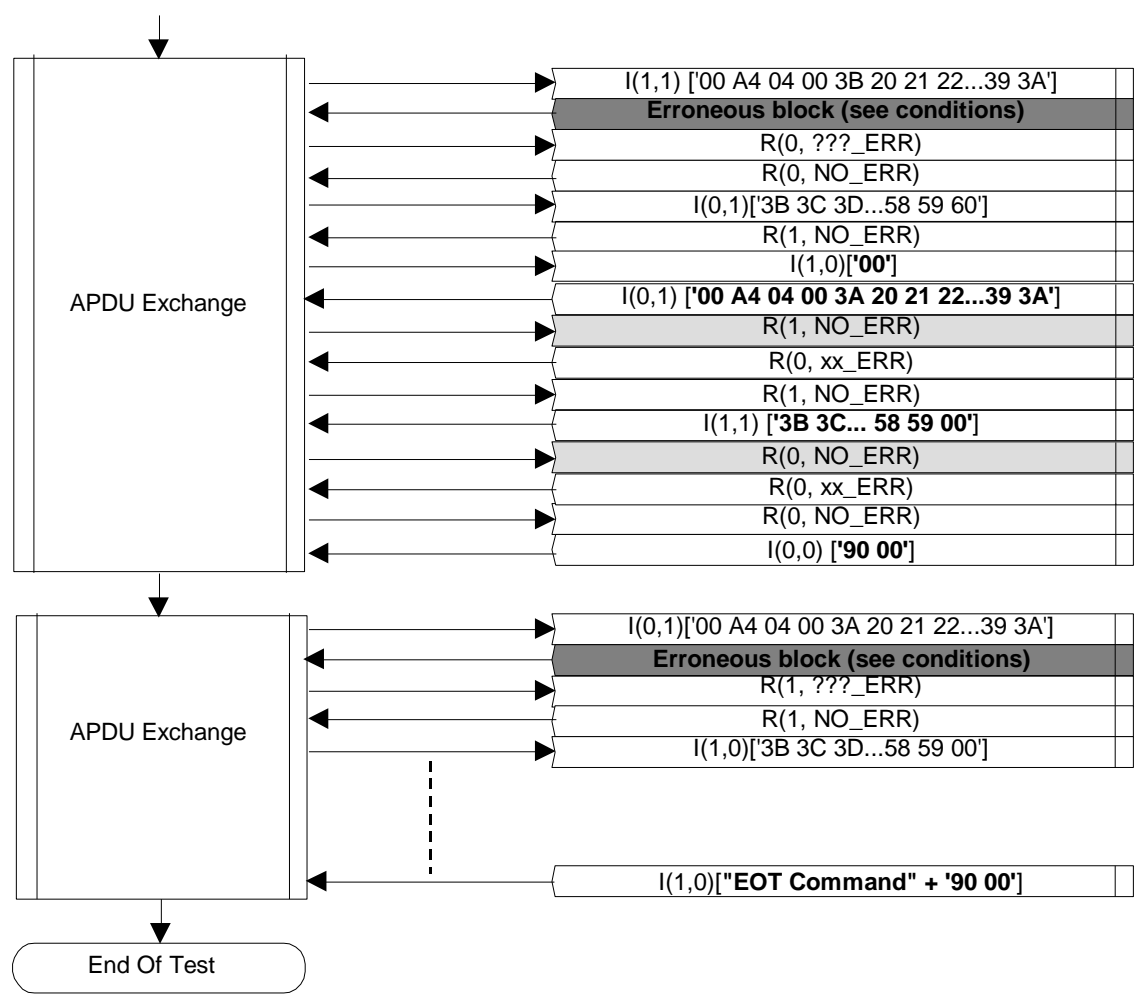 APDU Exchange
I(1,1) ['00 A4 04 00 3B 20 21 22...39 3A']
Erroneous block (see conditions)
R(0, ???_ERR)
R(0, NO_ERR)
I(0,1)['3B 3C 3D...58 59 60']
R(1, NO_ERR)
I(1,0)['00']
I(0,1) ['00 A4 04 00 3A 20 21 22...39 3A']
R(1, NO_ERR)
R(0, xx_ERR)
R(1, NO_ERR)
I(1,1) ['3B 3C... 58 59 00']
R(0, NO_ERR)
R(0, xx_ERR)
R(0, NO_ERR)
I(0,0) ['90 00']
APDU Exchange
I(0,1)['00 A4 04 00 3A 20 21 22...39 3A']
Erroneous block (see conditions)
R(1, ???_ERR)
R(1, NO_ERR)
I(1,0)['3B 3C 3D...58 59 00']
I(1,0)["EOT Command" + '90 00']
End Of Test